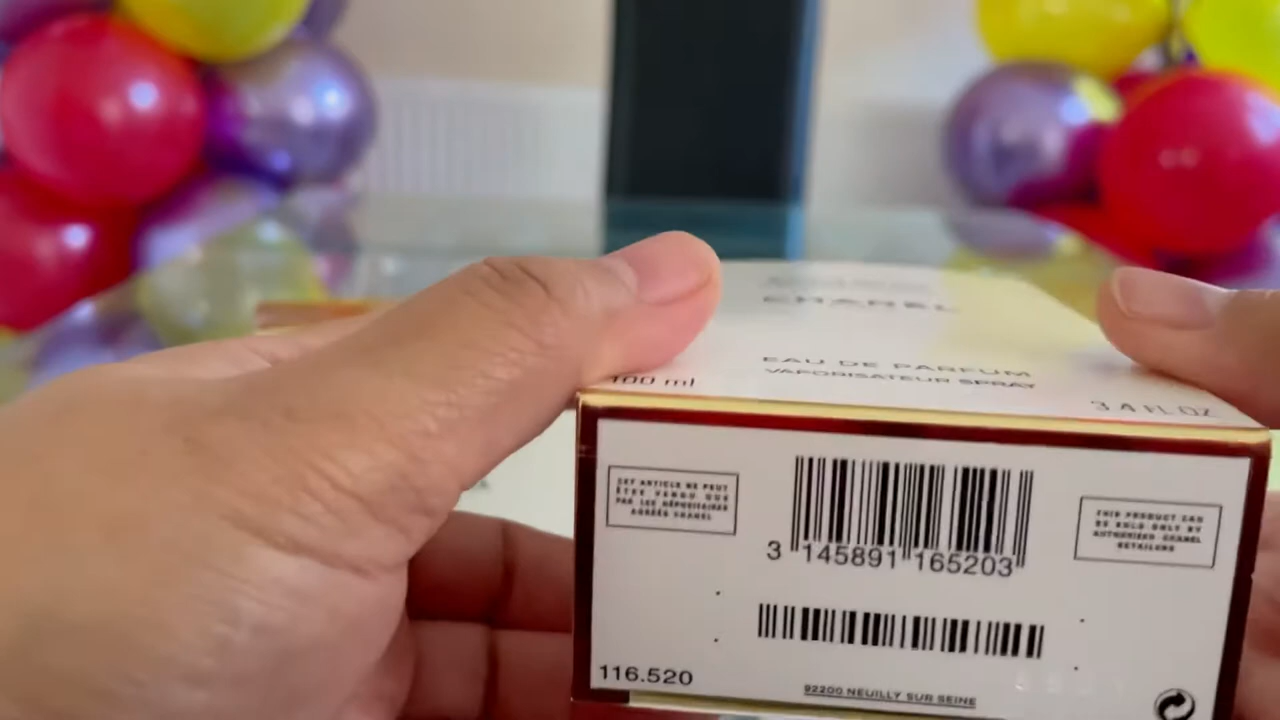 CHANEL
EAU DE PARFUM
VAPORISATEUR SPRAY
100 ml
3.4 FL. OZ.
CET ARTICLE NE PEUT
ÊTRE VENDU QUE
PAR LES DÉPOSITAIRES
AGRÉÉS CHANEL
THIS PRODUCT CAN
BE SOLD ONLY BY
AUTHORIZED CHANEL
RETAILERS
3 145891 165203
116.520
92200 NEUILLY SUR SEINE